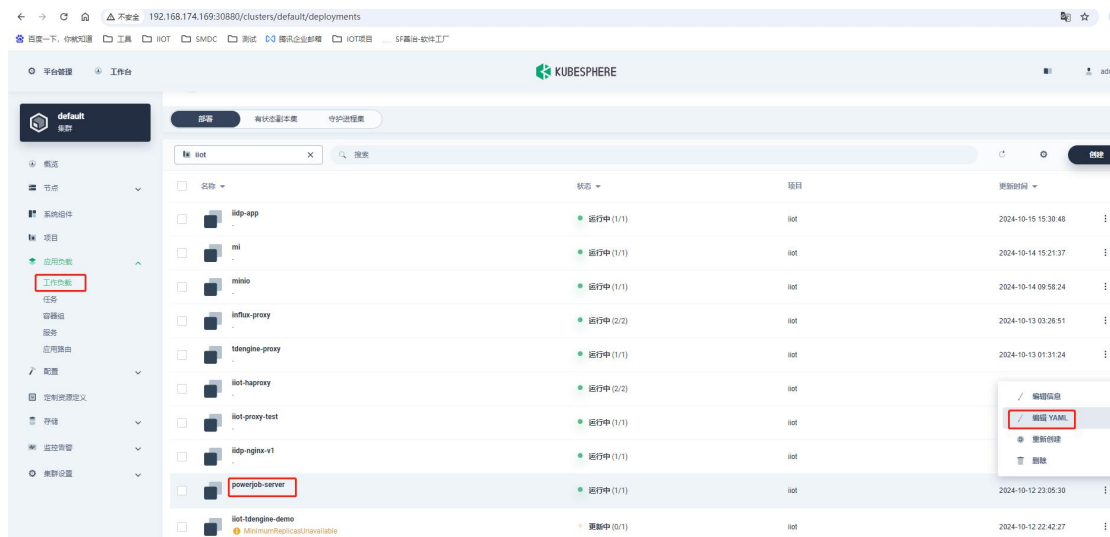 不安全 192.168.174.169:30880/clusters/default/deployments
百度一下，你就知道 工具 IIOT SMDC 测试 腾讯企业邮箱 IOT项目 SF基治-软件工厂
平台管理 工作台 KUBESPHERE
default
集群
部署 有状态副本集 守护进程集
iiot × 搜索 创建
概览
节点
系统组件
项目
应用负载
工作负载
任务
容器组
服务
应用路由
配置
定制资源定义
存储
监控告警
集群设置
名称 状态 项目 更新时间
iidp-app 运行中 (1/1) iiot 2024-10-15 15:30:48
-
mi 运行中 (1/1) iiot 2024-10-14 15:21:37
-
minio 运行中 (1/1) iiot 2024-10-14 09:58:24
-
influx-proxy 运行中 (2/2) iiot 2024-10-13 03:26:51
-
tdengine-proxy 运行中 (1/1) iiot 2024-10-13 01:31:24
-
iiot-haproxy 运行中 (2/2) iiot
-
iiot-proxy-test 运行中 (1/1) iiot
-
iidp-nginx-v1 运行中 (1/1) iiot
-
powerjob-server 运行中 (1/1) iiot 2024-10-12 23:05:30
iiot-tdengine-demo 更新中 (0/1) iiot 2024-10-12 22:42:27
MinimumReplicasUnavailable
编辑信息
编辑 YAML
重新创建
删除